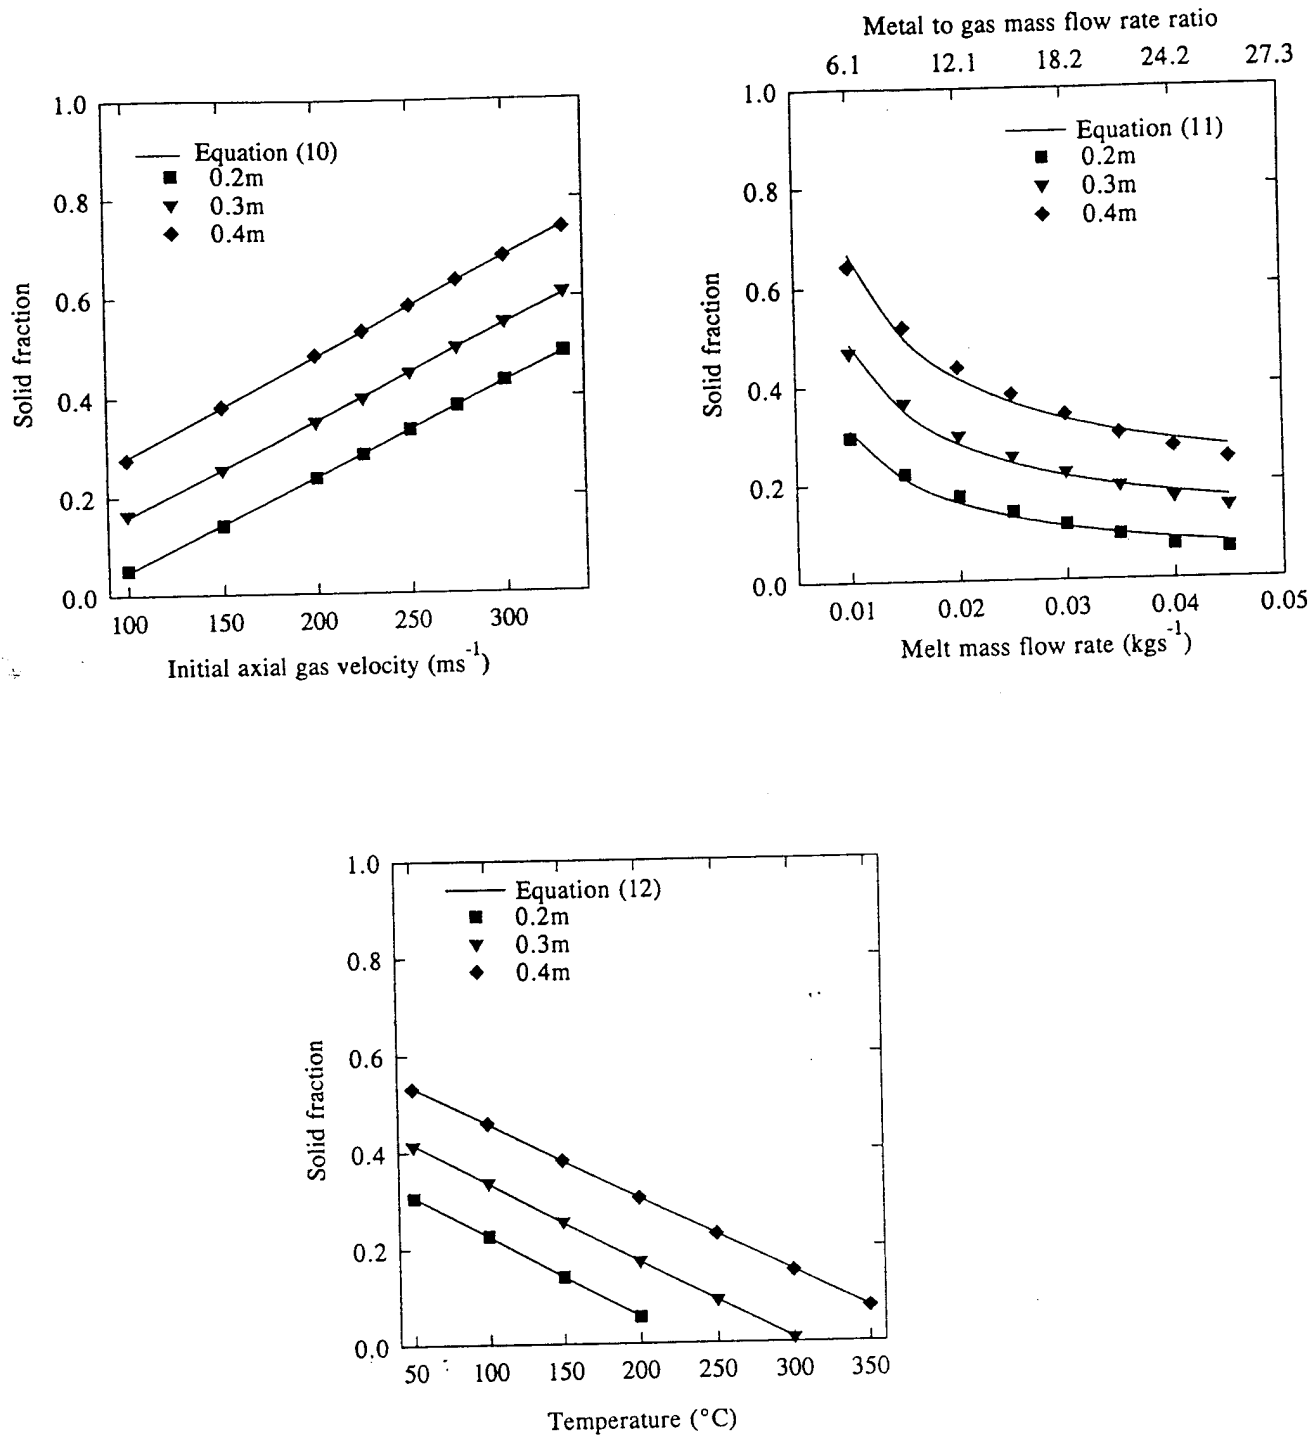 1.0
0.8
0.6
0.4
0.2
0.0
Solid fraction
Equation (10)
0.2m
0.3m
0.4m
100 150 200 250 300
Initial axial gas velocity (ms⁻¹)
Metal to gas mass flow rate ratio
6.1 12.1 18.2 24.2 27.3
1.0
0.8
0.6
0.4
0.2
0.0
Solid fraction
Equation (11)
0.2m
0.3m
0.4m
0.01 0.02 0.03 0.04 0.05
Melt mass flow rate (kgs⁻¹)
1.0
0.8
0.6
0.4
0.2
0.0
Solid fraction
Equation (12)
0.2m
0.3m
0.4m
50 100 150 200 250 300 350
Temperature (°C)